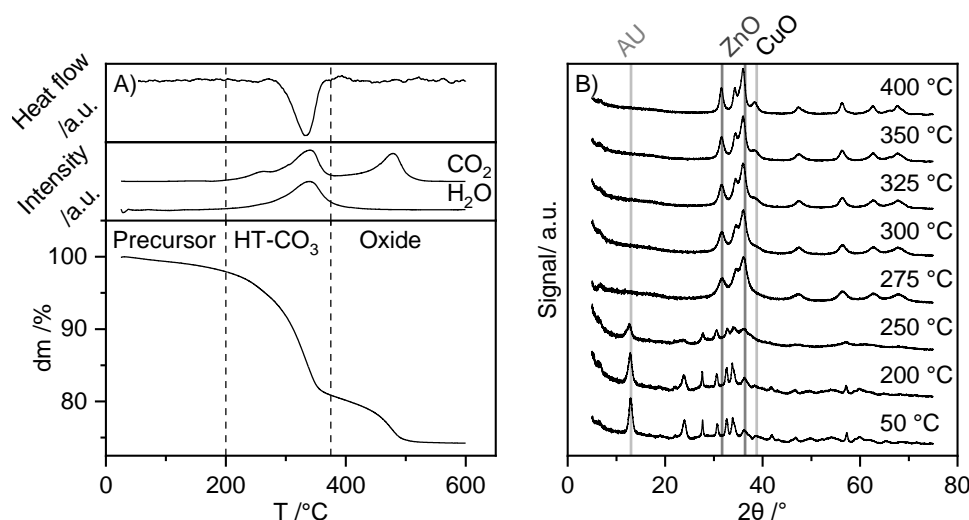 A)
Heat flow
/a.u.
Intensity
/a.u.
CO₂
H₂O
Precursor HT-CO₃ Oxide
dm /%
100
90
80
0 200 400 600
T /°C
AU ZnO CuO
B)
Signal/ a.u.
400 °C
350 °C
325 °C
300 °C
275 °C
250 °C
200 °C
50 °C
0 20 40 60 80
2θ /°